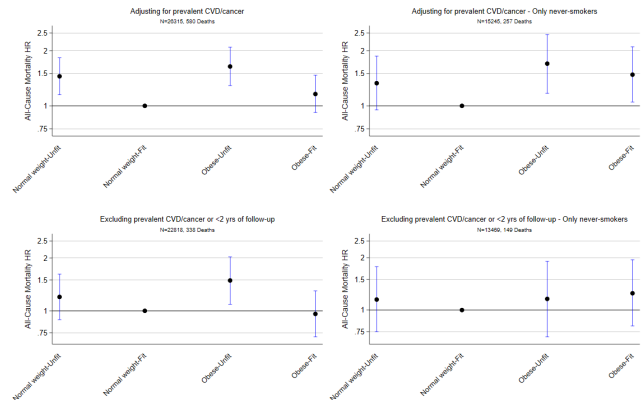 Adjusting for prevalent CVD/cancer
N=26315, 590 Deaths
All-Cause Mortality HR
2.5
2
1.5
1
.75
Normal weight-Unfit
Normal weight-Fit
Obese-Unfit
Obese-Fit
Adjusting for prevalent CVD/cancer - Only never-smokers
N=15245, 257 Deaths
All-Cause Mortality HR
2.5
2
1.5
1
.75
Normal weight-Unfit
Normal weight-Fit
Obese-Unfit
Obese-Fit
Excluding prevalent CVD/cancer or <2 yrs of follow-up
N=22818, 338 Deaths
All-Cause Mortality HR
2.5
2
1.5
1
.75
Normal weight-Unfit
Normal weight-Fit
Obese-Unfit
Obese-Fit
Excluding prevalent CVD/cancer or <2 yrs of follow-up - Only never-smokers
N=13469, 149 Deaths
All-Cause Mortality HR
2.5
2
1.5
1
.75
Normal weight-Unfit
Normal weight-Fit
Obese-Unfit
Obese-Fit